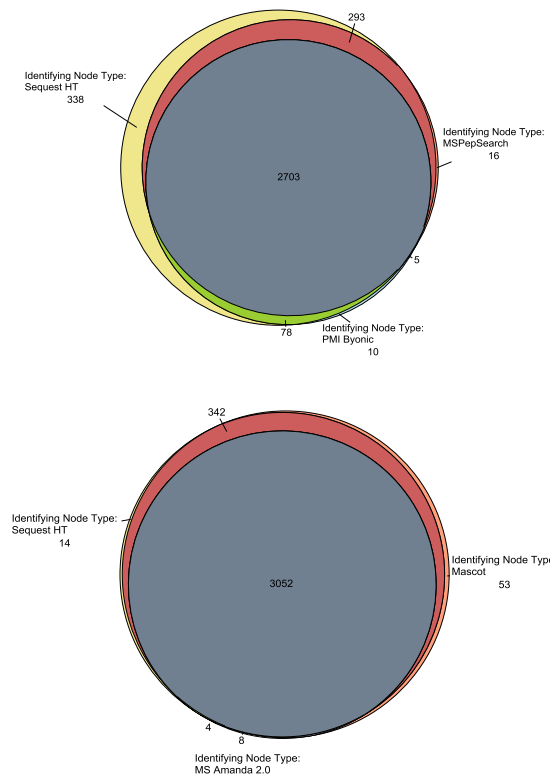 293
Identifying Node Type:
Sequest HT
338
Identifying Node Type:
MSPepSearch
16
2703
5
78
Identifying Node Type:
PMI Byonic
10
342
Identifying Node Type:
Sequest HT
14
Identifying Node Typ
Mascot
53
3052
4
8
Identifying Node Type:
MS Amanda 2.0